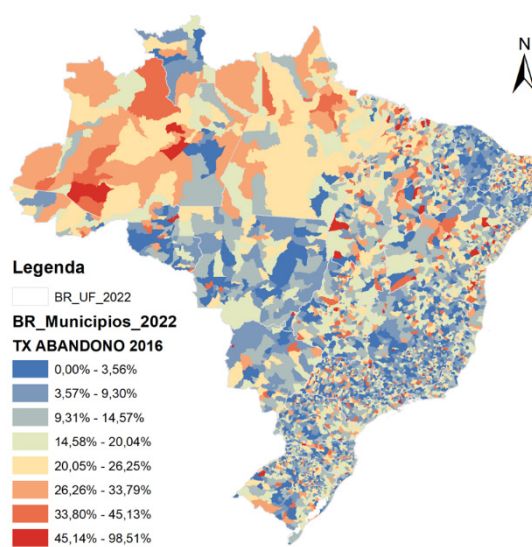 N
Legenda
BR_UF_2022
BR_Municipios_2022
TX ABANDONO 2016
0,00% - 3,56%
3,57% - 9,30%
9,31% - 14,57%
14,58% - 20,04%
20,05% - 26,25%
26,26% - 33,79%
33,80% - 45,13%
45,14% - 98,51%